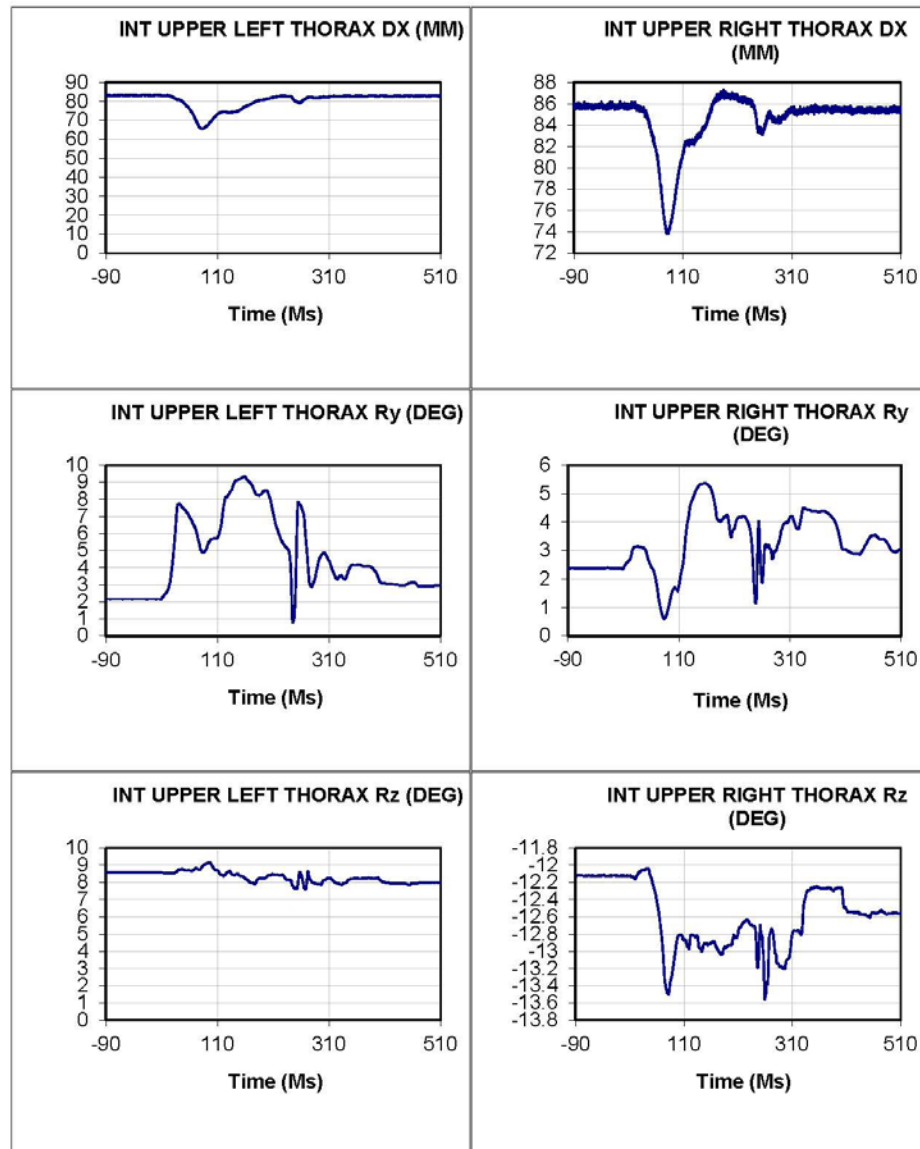 INT UPPER LEFT THORAX DX (MM)
90
80
70
60
50
40
30
20
10
0
-90 110 310 510
Time (Ms)
INT UPPER RIGHT THORAX DX
(MM)
88
86
84
82
80
78
76
74
72
-90 110 310 510
Time (Ms)
INT UPPER LEFT THORAX Ry (DEG)
10
9
8
7
6
5
4
3
2
1
0
-90 110 310 510
Time (Ms)
INT UPPER RIGHT THORAX Ry
(DEG)
6
5
4
3
2
1
0
-90 110 310 510
Time (Ms)
INT UPPER LEFT THORAX Rz (DEG)
10
9
8
7
6
5
4
3
2
1
0
-90 110 310 510
Time (Ms)
INT UPPER RIGHT THORAX Rz
(DEG)
-11.8
-12
-12.2
-12.4
-12.6
-12.8
-13
-13.2
-13.4
-13.6
-13.8
-90 110 310 510
Time (Ms)